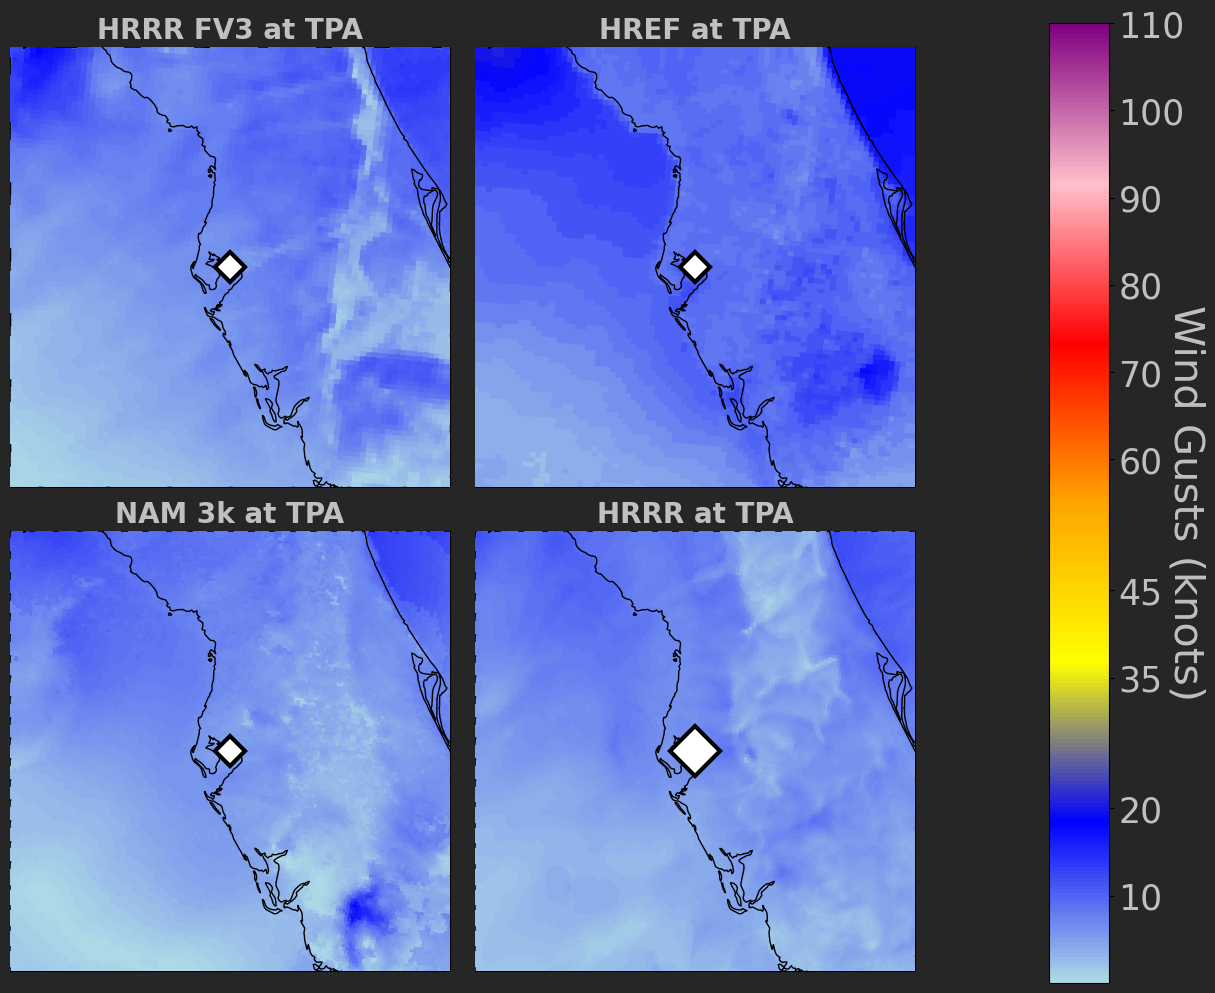 HRRR FV3 at TPA
HREF at TPA
NAM 3k at TPA
HRRR at TPA
110
100
90
80
70
60
45
35
20
10
Wind Gusts (knots)